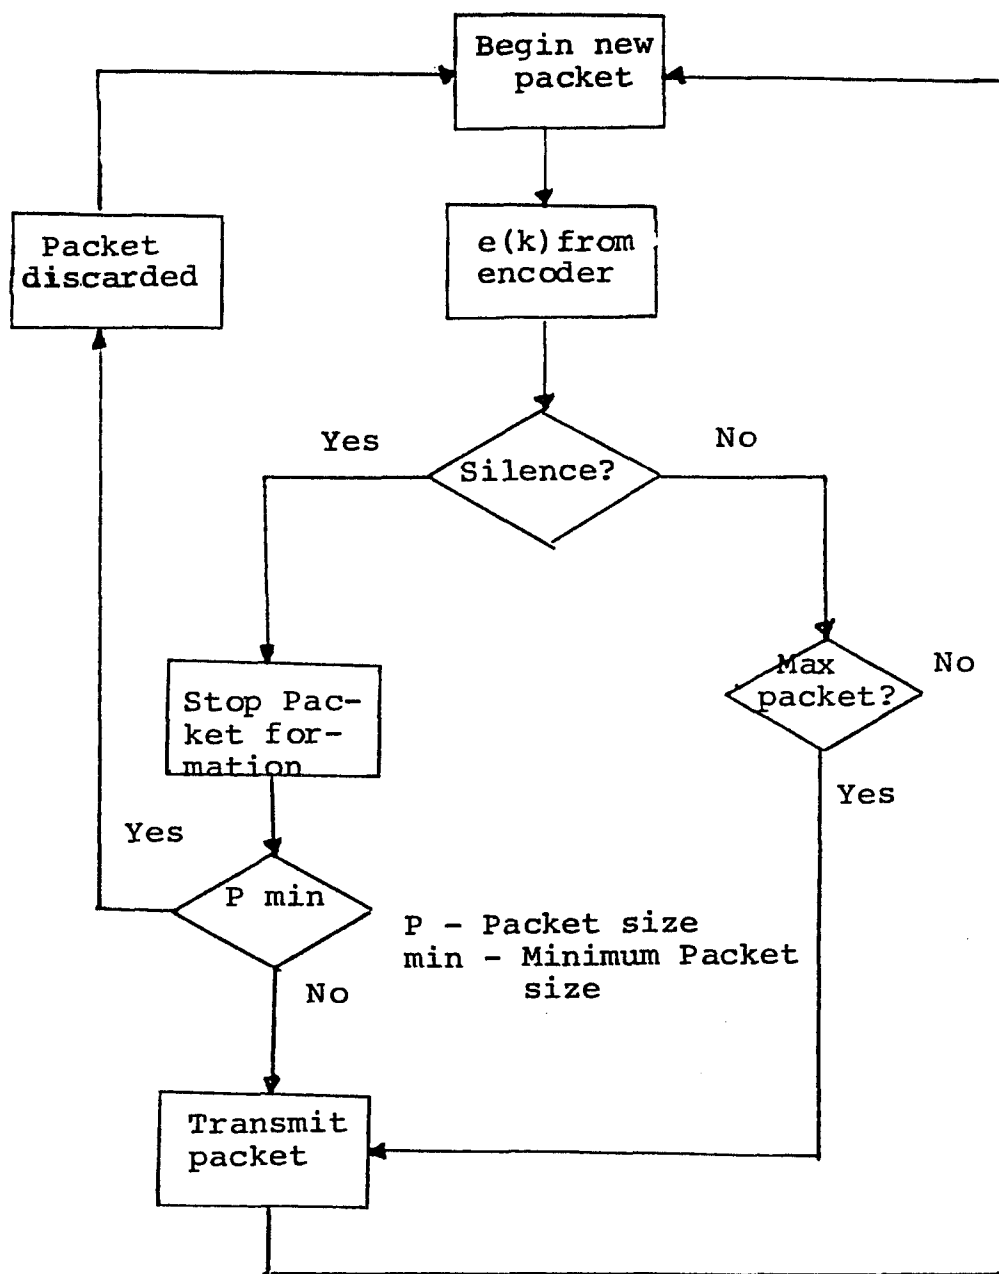 Begin new
packet
Packet
discarded
e(k) from
encoder
Yes
No
Silence?
Max
packet?
No
Stop Pac-
ket for-
mation
Yes
Yes
P min
P - Packet size
min - Minimum Packet
size
No
Transmit
packet